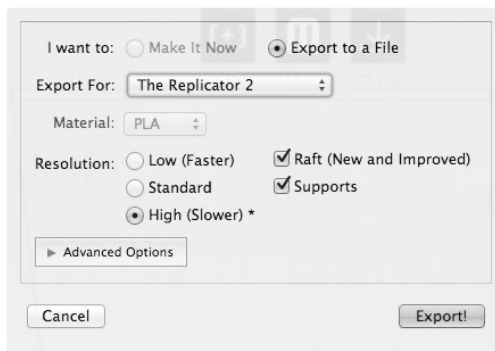 I want to: Make It Now Export to a File
Export For: The Replicator 2
Material: PLA
Resolution: Low (Faster) Raft (New and Improved)
Standard Supports
High (Slower) *
Advanced Options
Cancel Export!